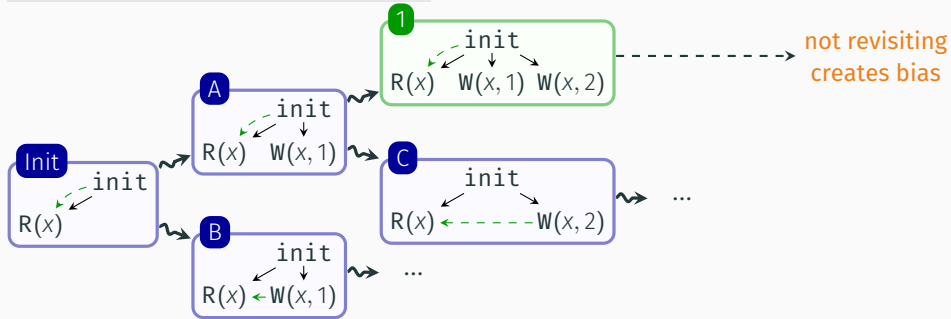 1
init
R(x) W(x, 1) W(x, 2)
not revisiting
creates bias
A
init
R(x) W(x, 1)
Init
init
R(x)
C
init
R(x) W(x, 2)
...
B
init
R(x) W(x, 1)
...